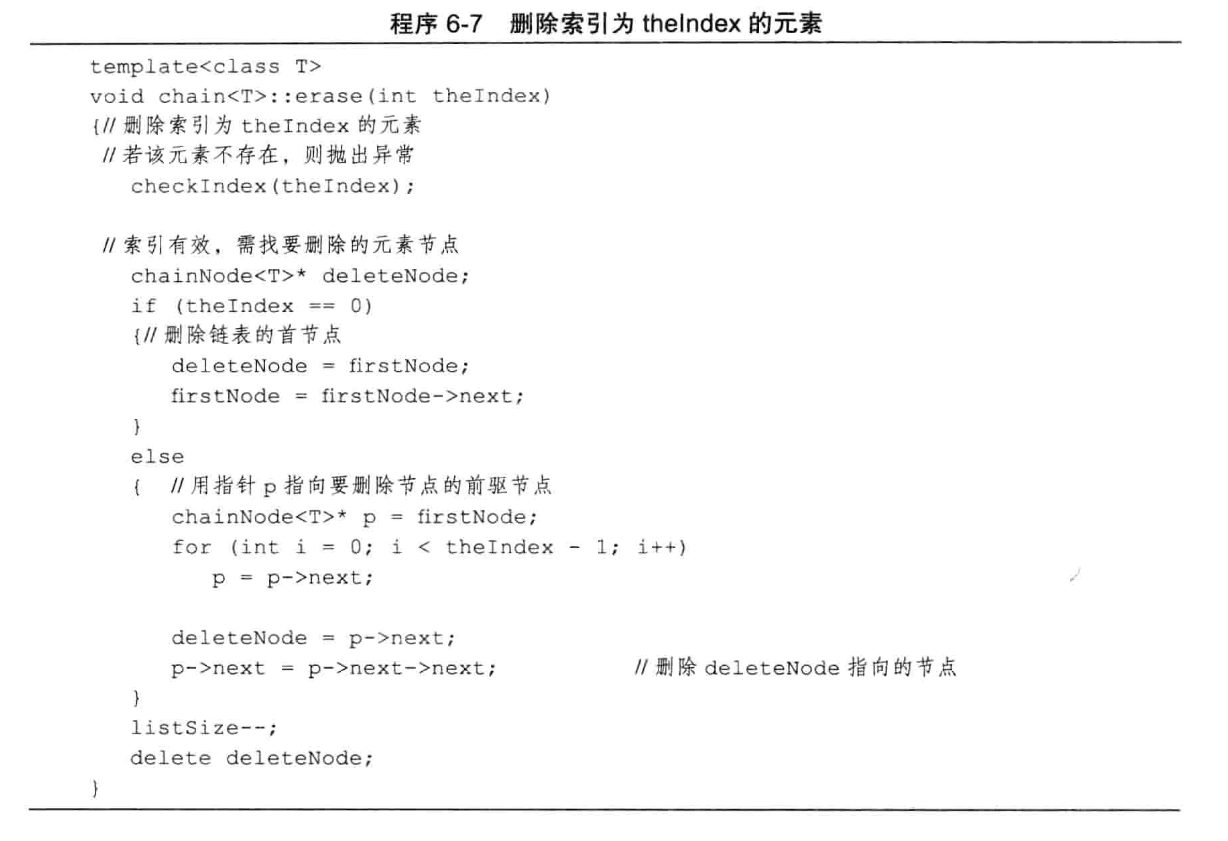 程序 6-7 删除索引为 theIndex 的元素
template<class T>
void chain<T>::erase(int theIndex)
{// 删除索引为 theIndex 的元素
// 若该元素不存在，则抛出异常
checkIndex(theIndex);
// 索引有效，需找要删除的元素节点
chainNode<T>* deleteNode;
if (theIndex == 0)
{// 删除链表的首节点
deleteNode = firstNode;
firstNode = firstNode->next;
}
else
{ // 用指针 p 指向要删除节点的前驱节点
chainNode<T>* p = firstNode;
for (int i = 0; i < theIndex - 1; i++)
p = p->next;
deleteNode = p->next;
p->next = p->next->next; // 删除 deleteNode 指向的节点
}
listSize--;
delete deleteNode;
}